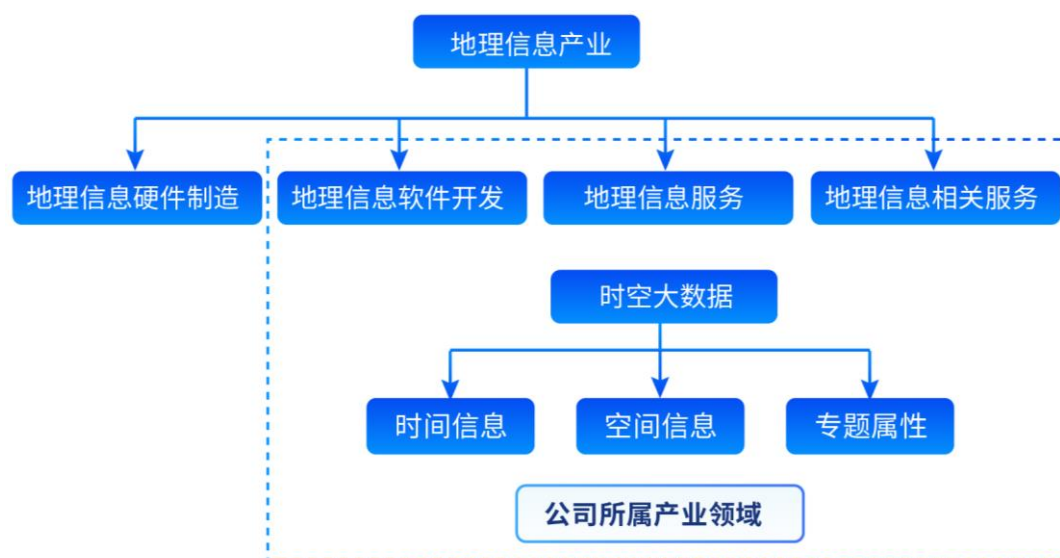 地理信息产业
地理信息硬件制造
地理信息软件开发
地理信息服务
地理信息相关服务
时空大数据
时间信息
空间信息
专题属性
公司所属产业领域